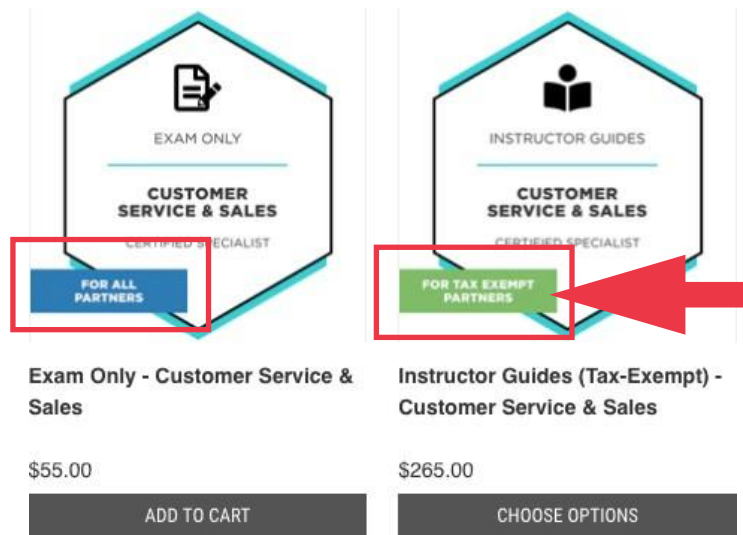 EXAM ONLY
CUSTOMER
SERVICE & SALES
CERTIFIED SPECIALIST
FOR ALL
PARTNERS
Exam Only - Customer Service &
Sales
$55.00
ADD TO CART
INSTRUCTOR GUIDES
CUSTOMER
SERVICE & SALES
CERTIFIED SPECIALIST
FOR TAX EXEMPT
PARTNERS
Instructor Guides (Tax-Exempt) -
Customer Service & Sales
$265.00
CHOOSE OPTIONS